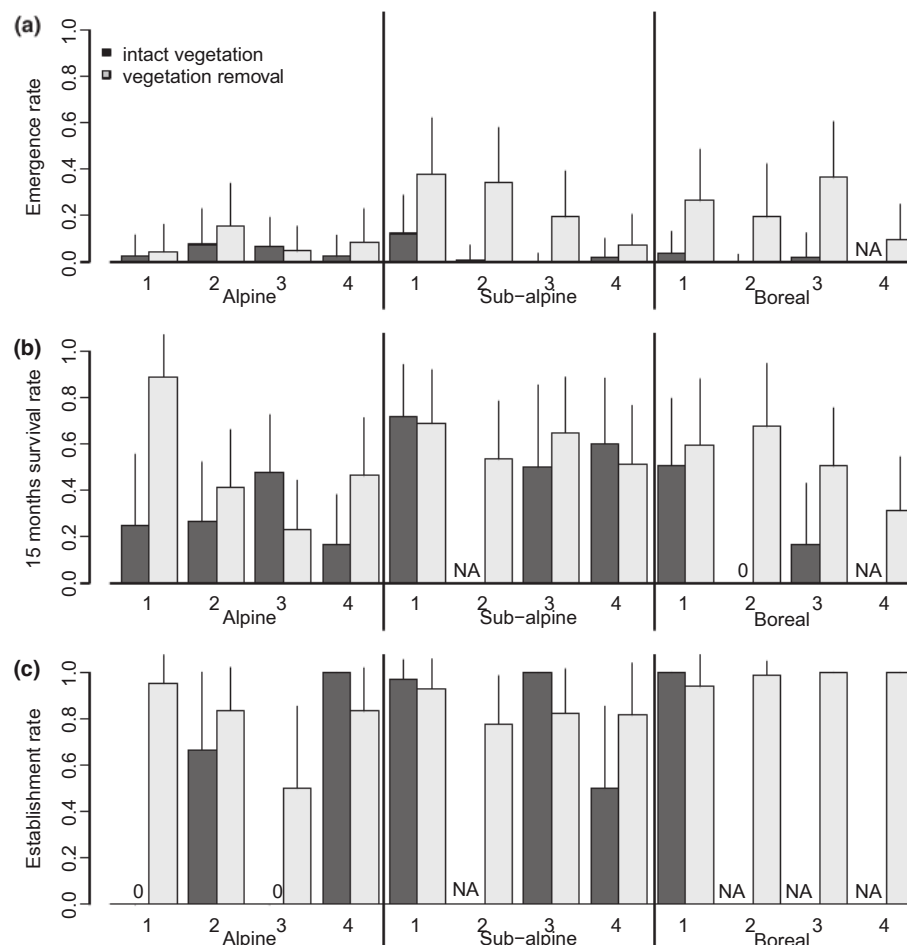 (a)
Emergence rate
0.0 0.2 0.4 0.6 0.8 1.0
intact vegetation
vegetation removal
NA
1 2 3 4 1 2 3 4 1 2 3 4
Alpine Sub−alpine Boreal
(b)
15 months survival rate
0.0 0.2 0.4 0.6 0.8 1.0
NA 0 NA
1 2 3 4 1 2 3 4 1 2 3 4
Alpine Sub−alpine Boreal
(c)
Establishment rate
0.0 0.2 0.4 0.6 0.8 1.0
0 0 NA NA NA NA
1 2 3 4 1 2 3 4 1 2 3 4
Alpine Sub−alpine Boreal